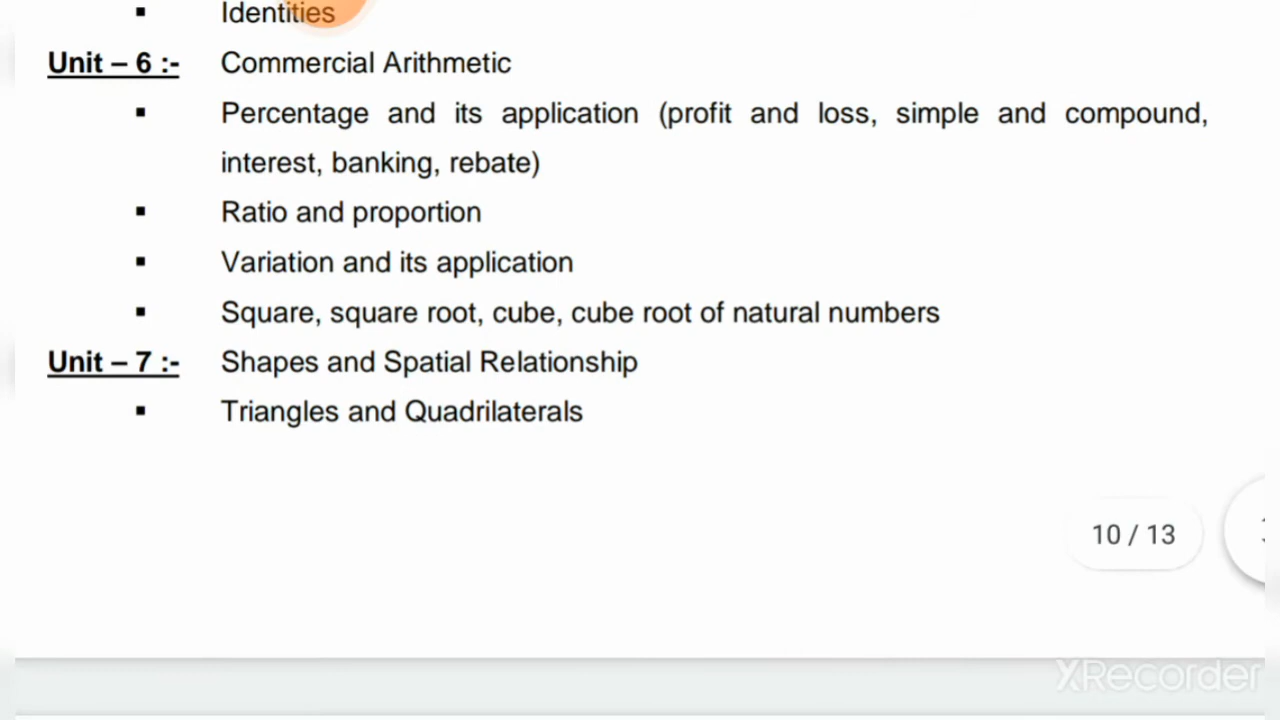 ▪ Identities
Unit – 6 :- Commercial Arithmetic
▪ Percentage and its application (profit and loss, simple and compound,
interest, banking, rebate)
▪ Ratio and proportion
▪ Variation and its application
▪ Square, square root, cube, cube root of natural numbers
Unit – 7 :- Shapes and Spatial Relationship
▪ Triangles and Quadrilaterals
10 / 13
XRecorder